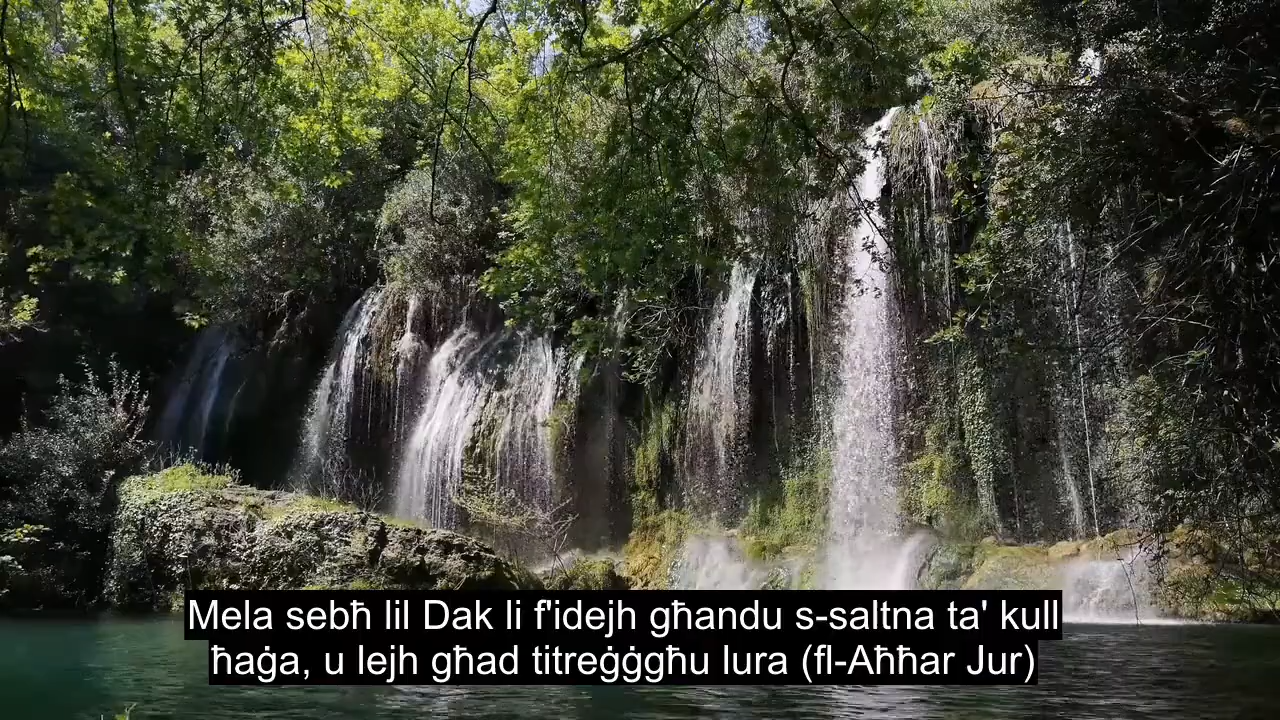 Mela sebħ lil Dak li f'idejh għandu s-saltna ta' kull
ħaġa, u lejh għad titreġġgħu lura (fl-Aħħar Jur)